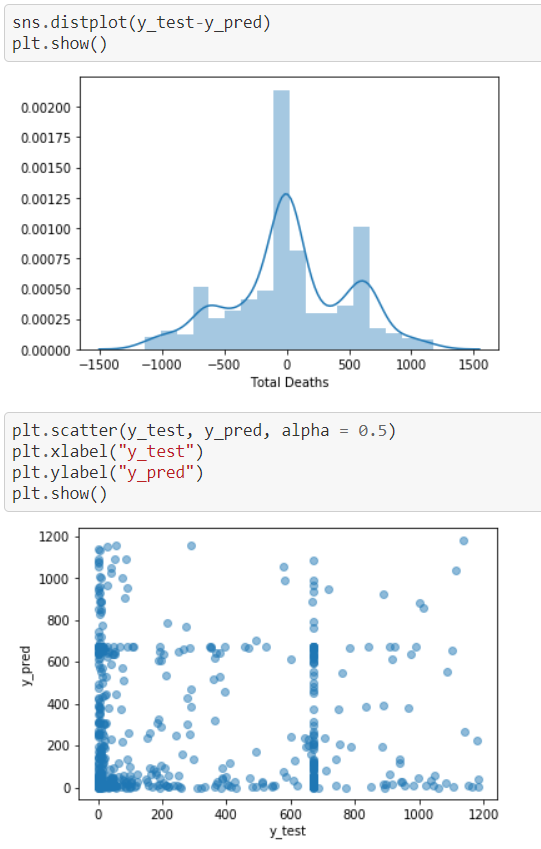 sns.distplot(y_test-y_pred)
plt.show()
0.00200
0.00175
0.00150
0.00125
0.00100
0.00075
0.00050
0.00025
0.00000
−1500 −1000 −500 0 500 1000 1500
Total Deaths
plt.scatter(y_test, y_pred, alpha = 0.5)
plt.xlabel("y_test")
plt.ylabel("y_pred")
plt.show()
1200
1000
800
600
400
200
0
y_pred
0 200 400 600 800 1000 1200
y_test